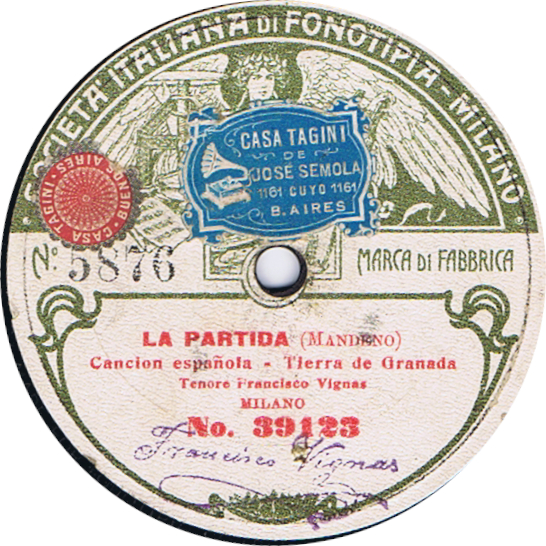 SOCIETA ITALIANA DI FONOTIPIA - MILANO
CASA TAGINI
DE
JOSÉ SEMOLA
1161 CUYO 1161
B. AIRES
CASA TAGINI · BUENOS AIRES ·
No. 5876
MARCA DI FABBRICA
LA PARTIDA (MANDENO)
Cancion española - Tierra de Granada
Tenore Francisco Vignas
MILANO
No. 39123
Francisco Vignas